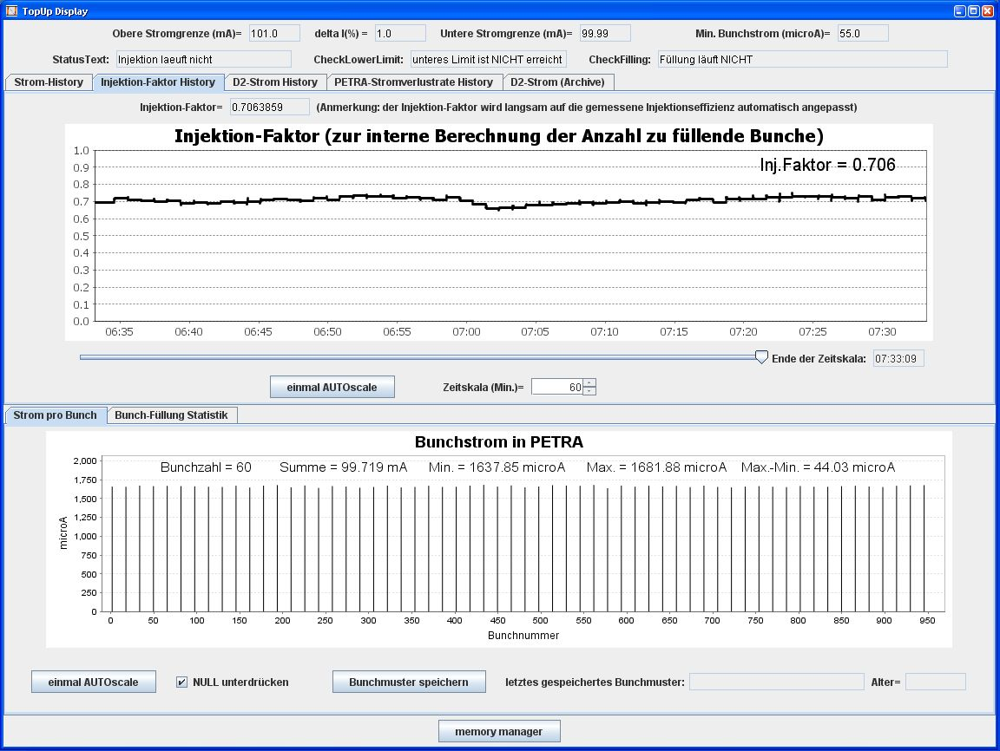 TopUp Display
Obere Stromgrenze (mA)= 101.0 delta I(%) = 1.0 Untere Stromgrenze (mA)= 99.99 Min. Bunchstrom (microA)= 55.0
StatusText: Injektion laeuft nicht CheckLowerLimit: unteres Limit ist NICHT erreicht CheckFilling: Füllung läuft NICHT
Strom-History Injektion-Faktor History D2-Strom History PETRA-Stromverlustrate History D2-Strom (Archive)
Injektion-Faktor= 0.7063859 (Anmerkung: der Injektion-Faktor wird langsam auf die gemessene Injektionseffizienz automatisch angepasst)
Injektion-Faktor (zur interne Berechnung der Anzahl zu füllende Bunche)
Inj.Faktor = 0.706
1.0
0.9
0.8
0.7
0.6
0.5
0.4
0.3
0.2
0.1
0.0
06:35 06:40 06:45 06:50 06:55 07:00 07:05 07:10 07:15 07:20 07:25 07:30
Ende der Zeitskala: 07:33:09
einmal AUTOscale Zeitskala (Min.)= 60
Strom pro Bunch Bunch-Füllung Statistik
Bunchstrom in PETRA
Bunchzahl = 60 Summe = 99.719 mA Min. = 1637.85 microA Max. = 1681.88 microA Max.-Min. = 44.03 microA
2,000
1,750
1,500
1,250
1,000
750
500
250
0
microA
0 50 100 150 200 250 300 350 400 450 500 550 600 650 700 750 800 850 900 950
Bunchnummer
einmal AUTOscale NULL unterdrücken Bunchmuster speichern letztes gespeichertes Bunchmuster: Alter=
memory manager